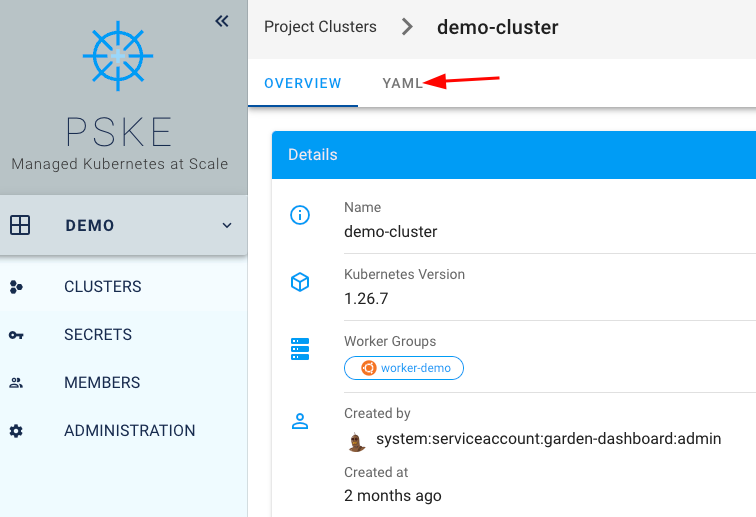 Project Clusters
demo-cluster
PSKE
Managed Kubernetes at Scale
OVERVIEW
YAML
DEMO
CLUSTERS
SECRETS
MEMBERS
ADMINISTRATION
Details
Name
demo-cluster
Kubernetes Version
1.26.7
Worker Groups
worker-demo
Created by
system:serviceaccount:garden-dashboard:admin
Created at
2 months ago